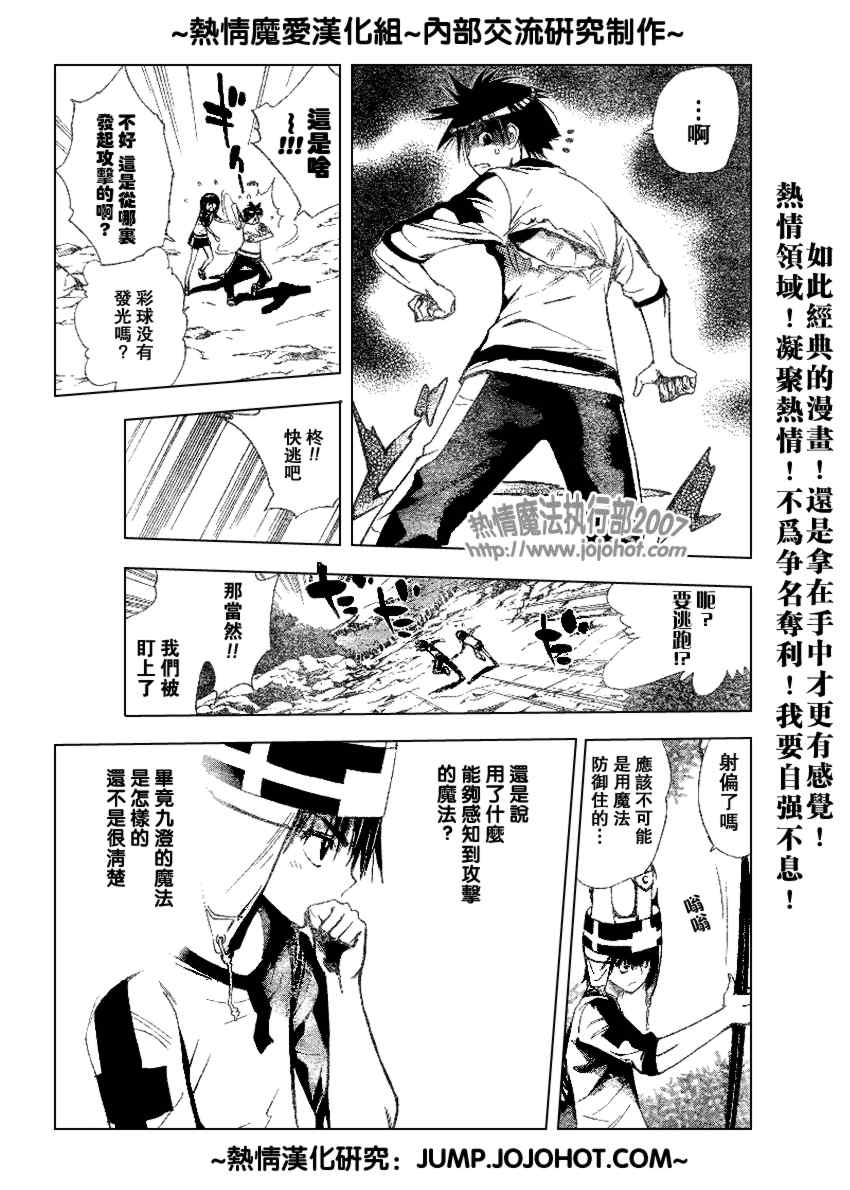 ~熱情魔愛漢化組~內部交流研究制作~
…
啊
這是啥
~!!!
不好 這是從哪裏
發起攻擊的啊？
彩球没有
發光嗎？
柊!!
快逃吧
熱情魔法执行部2007
http://www.jojohot.com
呃？
要逃跑!?
那當然!!
我們被
盯上了
射偏了嗎
應該不可能
是用魔法
防御住的…
嗡嗡
還是說
用了什麼
能夠感知到攻擊
的魔法？
畢竟九澄的魔法
是怎樣的
還不是很清楚
如此經典的漫畫！還是拿在手中才更有感覺！
熱情領域！凝聚熱情！不爲争名奪利！我要自强不息！
~熱情漢化研究：JUMP.JOJOHOT.COM~